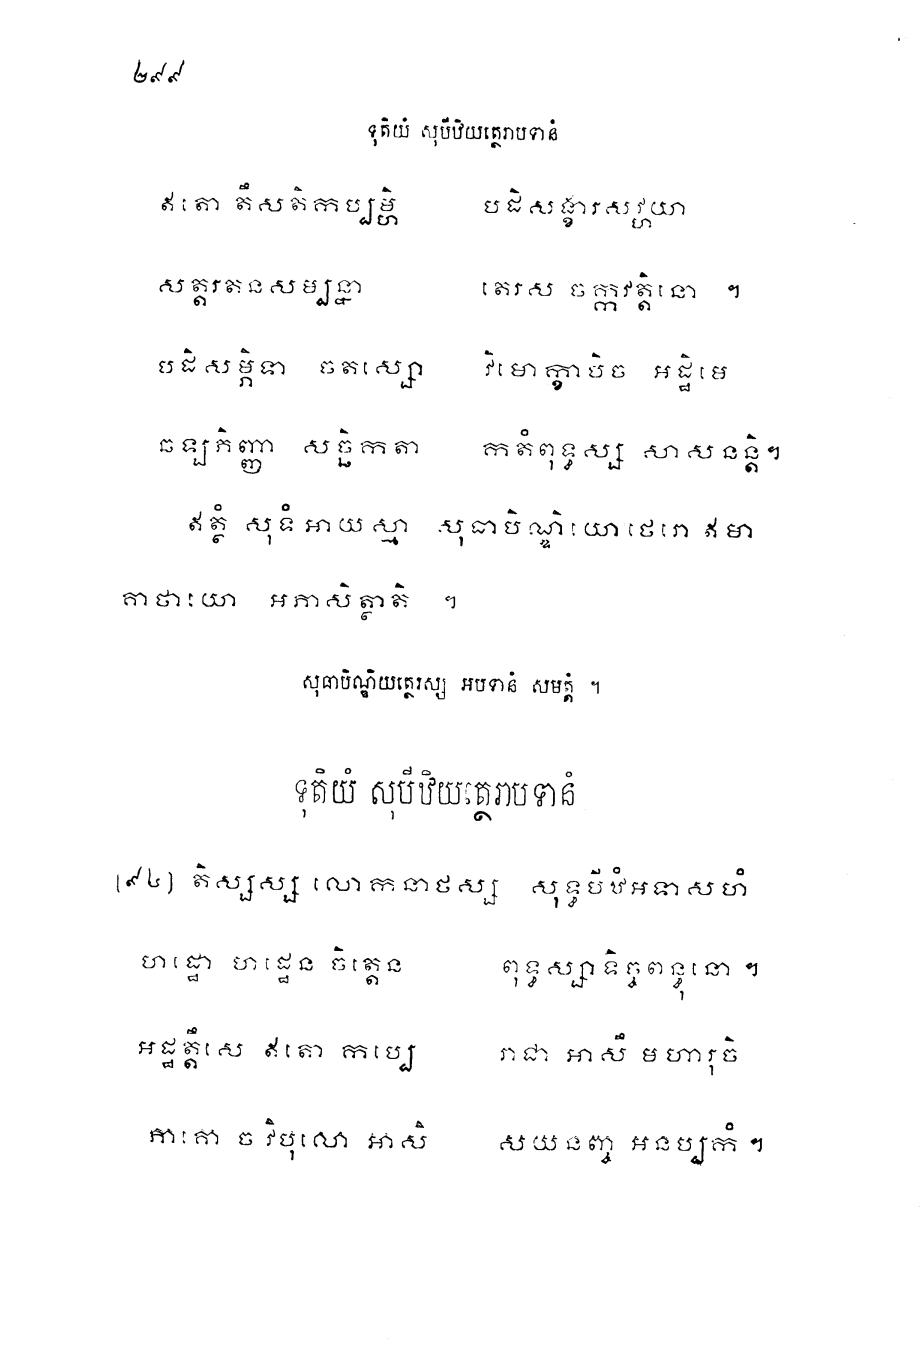 ២៩៩
ទុតិយំ សុបីឋិយត្ថេរាបទានំ
ឥតោ តឹសតិកប្បម្ហិ បដិសង្ខារសវ្ហយា
សត្តរតនសម្បន្នា តេរស ចក្កវត្តិនោ ។
បដិសម្ភិទា ចតស្សោ វិមោក្ខាបិច អដ្ឋិមេ
ឆឡភិញ្ញា សច្ឆិកតា កតំពុទ្ធស្ស សាសនន្តិ។
ឥត្ថំ សុទំអាយស្មា សុធាបិណ្ឌិយោថេរោ ឥមា
គាថាយោ អភាសិត្ថាតិ ។
សុធាបិណ្ឌិយត្ថេរស្ស អបទានំ សមត្តំ ។
ទុតិយំ សុបីឋិយត្ថេរាបទានំ
(៩៤) តិស្សស្ស លោកនាថស្ស សុទ្ធបីឋំអទាសហំ
ហដ្ឋោ ហដ្ឋេន ចិត្តេន ពុទ្ធស្សាទិច្ចពន្ធុនោ ។
អដ្ឋត្តឹសេ ឥតោ កប្បេ រាជា អាសឹ មហារុចិ
ភោគោ ច វិបុលោ អាសិ សយនញ្ច អនប្បកំ ។